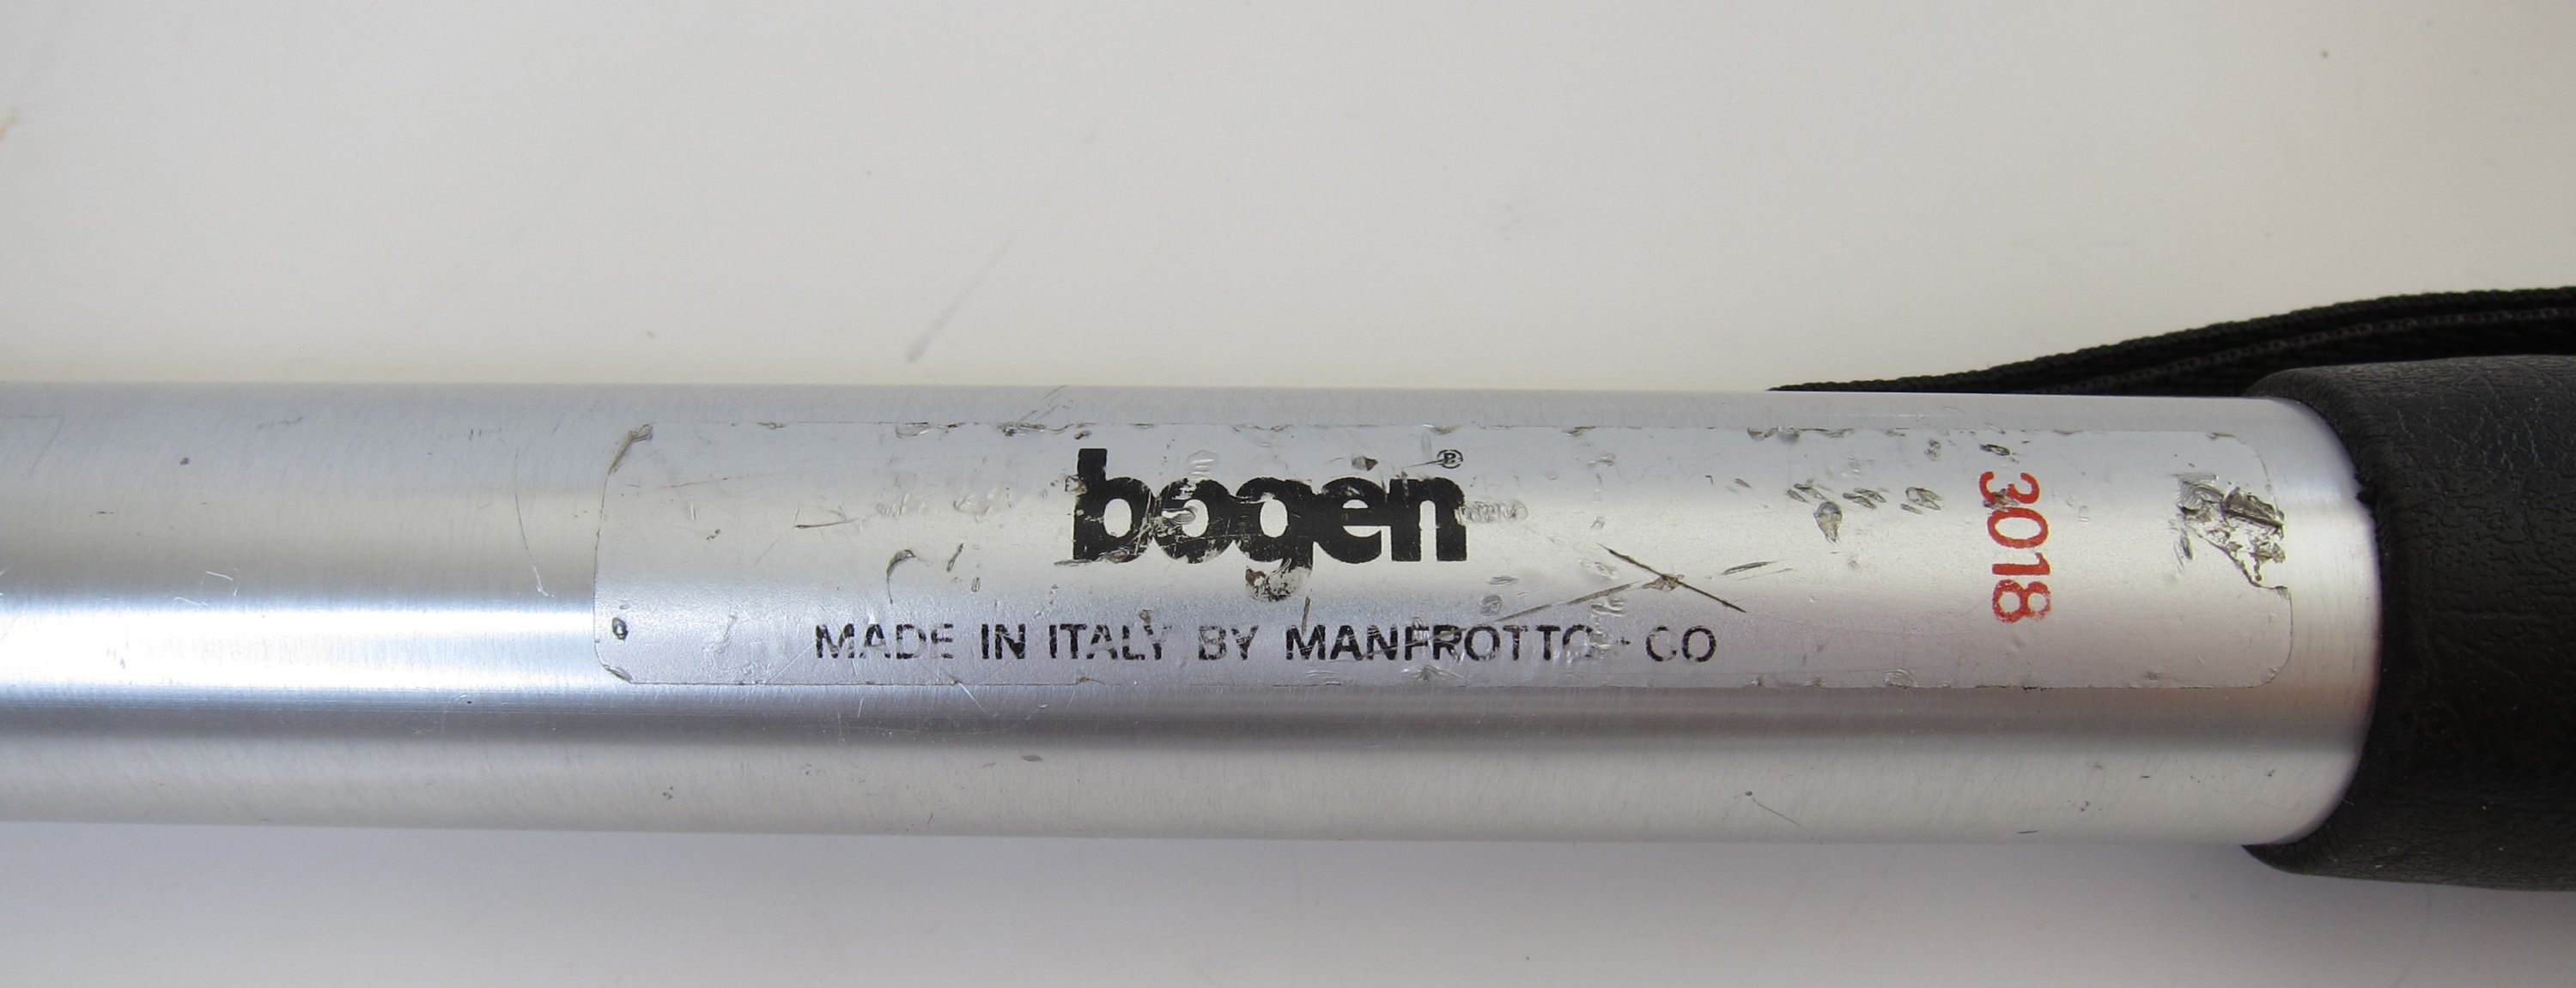 bogen®
MADE IN ITALY BY MANFROTTO - CO
3018